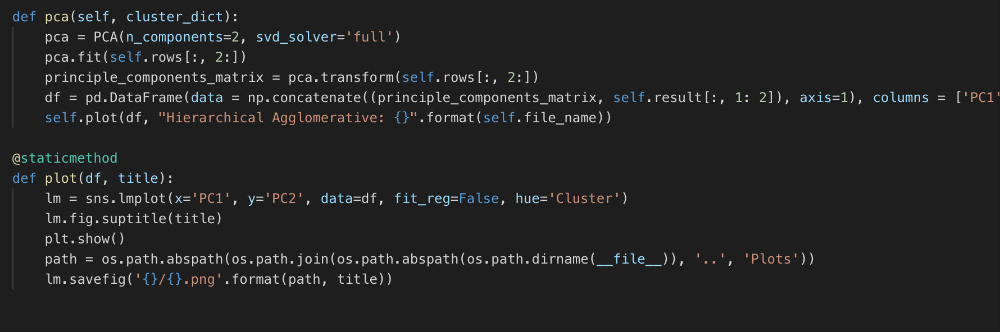 def pca(self, cluster_dict):
    pca = PCA(n_components=2, svd_solver='full')
    pca.fit(self.rows[:, 2:])
    principle_components_matrix = pca.transform(self.rows[:, 2:])
    df = pd.DataFrame(data = np.concatenate((principle_components_matrix, self.result[:, 1: 2]), axis=1), columns = ['PC1'
    self.plot(df, "Hierarchical Agglomerative: {}".format(self.file_name))

@staticmethod
def plot(df, title):
    lm = sns.lmplot(x='PC1', y='PC2', data=df, fit_reg=False, hue='Cluster')
    lm.fig.suptitle(title)
    plt.show()
    path = os.path.abspath(os.path.join(os.path.abspath(os.path.dirname(__file__)), '..', 'Plots'))
    lm.savefig('{}/{}.png'.format(path, title))